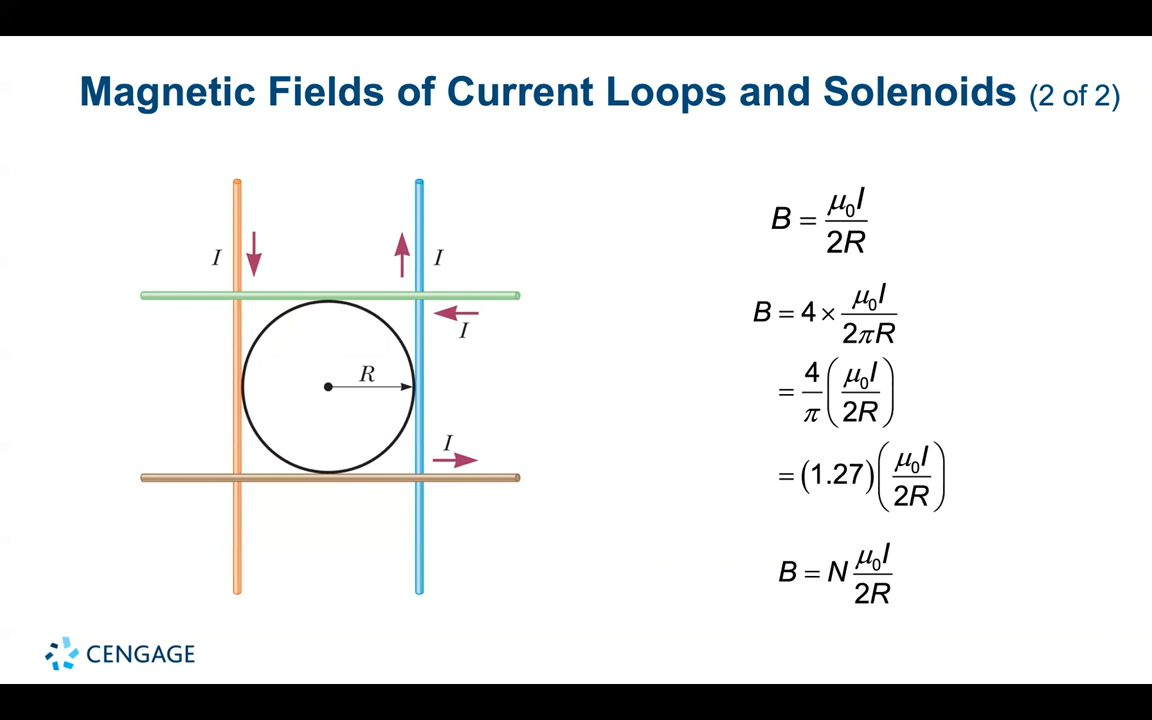 Magnetic Fields of Current Loops and Solenoids (2 of 2)
I
I
I
R
I
B = μ₀I / 2R
B = 4 × μ₀I / 2πR
= 4/π (μ₀I / 2R)
= (1.27) (μ₀I / 2R)
B = N μ₀I / 2R
CENGAGE